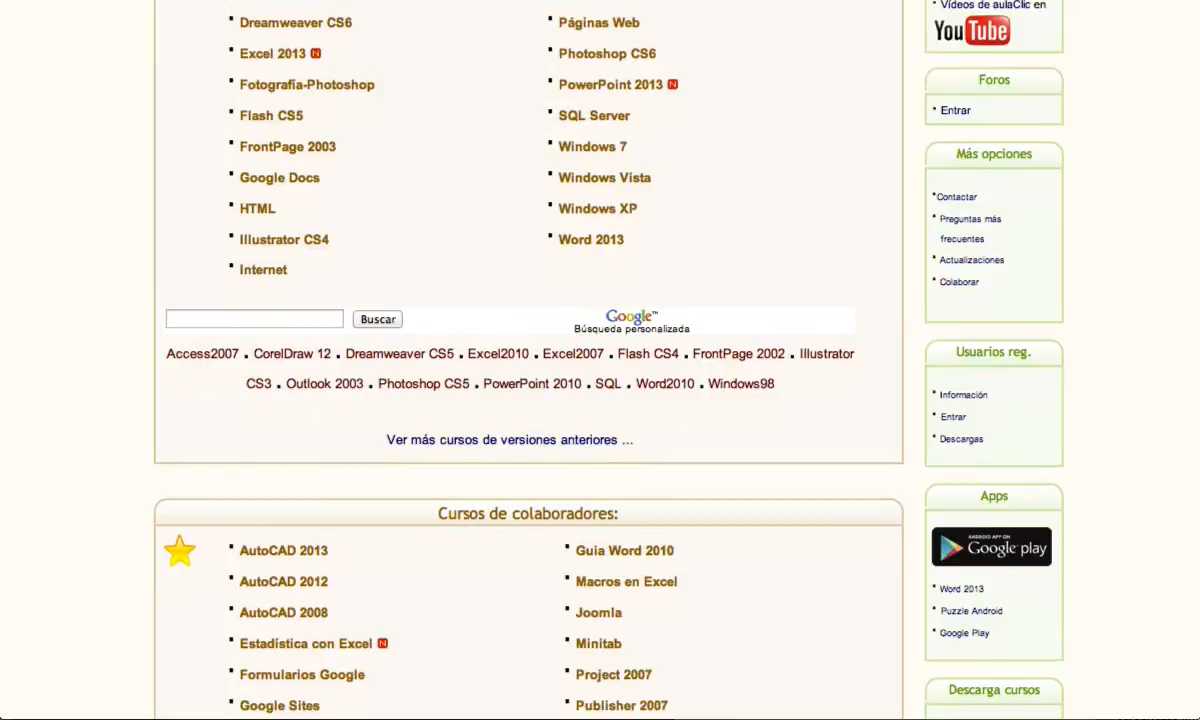 Dreamweaver CS6
Excel 2013 N
Fotografía-Photoshop
Flash CS5
FrontPage 2003
Google Docs
HTML
Illustrator CS4
Internet
Páginas Web
Photoshop CS6
PowerPoint 2013 N
SQL Server
Windows 7
Windows Vista
Windows XP
Word 2013
Buscar
Google™
Búsqueda personalizada
Access2007 . CorelDraw 12 . Dreamweaver CS5 . Excel2010 . Excel2007 . Flash CS4 . FrontPage 2002 . Illustrator
CS3 . Outlook 2003 . Photoshop CS5 . PowerPoint 2010 . SQL . Word2010 . Windows98
Ver más cursos de versiones anteriores ...
Cursos de colaboradores:
AutoCAD 2013
AutoCAD 2012
AutoCAD 2008
Estadística con Excel N
Formularios Google
Google Sites
Guia Word 2010
Macros en Excel
Joomla
Minitab
Project 2007
Publisher 2007
Vídeos de aulaClic en
YouTube
Foros
Entrar
Más opciones
Contactar
Preguntas más
frecuentes
Actualizaciones
Colaborar
Usuarios reg.
Información
Entrar
Descargas
Apps
ANDROID APP ON
Google play
Word 2013
Puzzle Android
Google Play
Descarga cursos